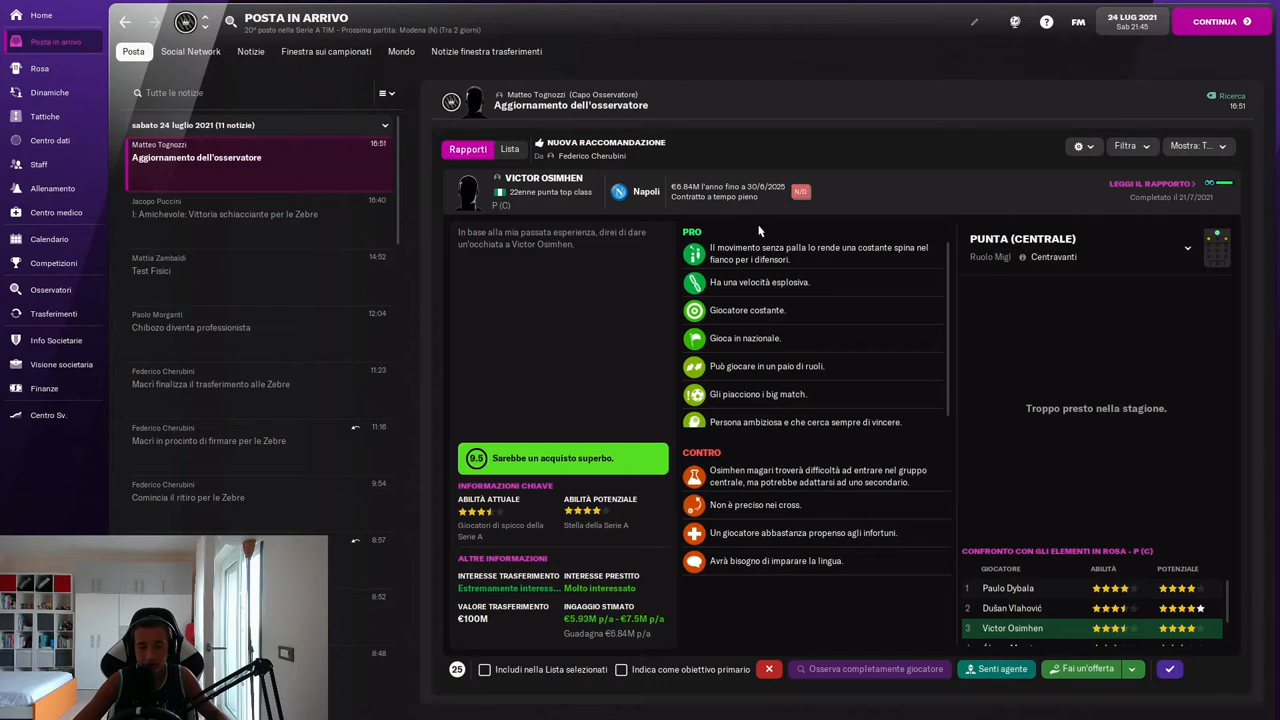 Home
Posta in arrivo
Rosa
Dinamiche
Tattiche
Centro dati
Staff
Allenamento
Centro medico
Calendario
Competizioni
Osservatori
Trasferimenti
Info Societarie
Visione societaria
Finanze
Centro Sv.
POSTA IN ARRIVO
20° posto nella Serie A TIM - Prossima partita: Modena (N) (Tra 2 giorni)
FM
24 LUG 2021
Sab 21:45
CONTINUA
Posta
Social Network
Notizie
Finestra sui campionati
Mondo
Notizie finestra trasferimenti
Tutte le notizie
sabato 24 luglio 2021 (11 notizie)
Matteo Tognozzi
16:51
Aggiornamento dell'osservatore
Jacopo Puccini
16:40
I: Amichevole: Vittoria schiacciante per le Zebre
Mattia Zambaldi
14:52
Test Fisici
Paolo Morganti
12:04
Chibozo diventa professionista
Federico Cherubini
11:23
Macrì finalizza il trasferimento alle Zebre
Federico Cherubini
11:16
Macrì in procinto di firmare per le Zebre
Federico Cherubini
9:54
Comincia il ritiro per le Zebre
8:57
8:52
8:48
Matteo Tognozzi (Capo Osservatore)
Aggiornamento dell'osservatore
Ricerca
16:51
Rapporti
Lista
NUOVA RACCOMANDAZIONE
Da Federico Cherubini
Filtra
Mostra: T...
VICTOR OSIMHEN
22enne punta top class
P (C)
Napoli
€6.84M l'anno fino a 30/6/2025
Contratto a tempo pieno
N/D
LEGGI IL RAPPORTO >
Completato il 21/7/2021
In base alla mia passata esperienza, direi di dare
un'occhiata a Victor Osimhen.
9.5
Sarebbe un acquisto superbo.
INFORMAZIONI CHIAVE
ABILITÀ ATTUALE
ABILITÀ POTENZIALE
Giocatori di spicco della
Serie A
Stella della Serie A
ALTRE INFORMAZIONI
INTERESSE TRASFERIMENTO
INTERESSE PRESTITO
Estremamente interess...
Molto interessato
VALORE TRASFERIMENTO
INGAGGIO STIMATO
€100M
€5.93M p/a - €7.5M p/a
Guadagna €6.84M p/a
PRO
Il movimento senza palla lo rende una costante spina nel
fianco per i difensori.
Ha una velocità esplosiva.
Giocatore costante.
Gioca in nazionale.
Può giocare in un paio di ruoli.
Gli piacciono i big match.
Persona ambiziosa e che cerca sempre di vincere.
CONTRO
Osimhen magari troverà difficoltà ad entrare nel gruppo
centrale, ma potrebbe adattarsi ad uno secondario.
Non è preciso nei cross.
Un giocatore abbastanza propenso agli infortuni.
Avrà bisogno di imparare la lingua.
PUNTA (CENTRALE)
Ruolo Migl
Centravanti
Troppo presto nella stagione.
CONFRONTO CON GLI ELEMENTI IN ROSA - P (C)
GIOCATORE
ABILITÀ
POTENZIALE
1 Paulo Dybala
2 Dušan Vlahović
3 Victor Osimhen
25
Includi nella Lista selezionati
Indica come obiettivo primario
Osserva completamente giocatore
Senti agente
Fai un'offerta